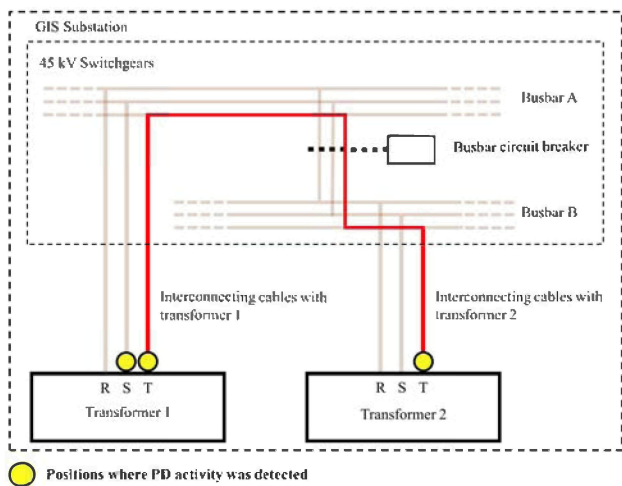 GIS Substation
45 kV Switchgears
Busbar A
Busbar circuit breaker
Busbar B
Interconnecting cables with
transformer 1
Interconnecting cables with
transformer 2
R S T
Transformer 1
R S T
Transformer 2
Positions where PD activity was detected